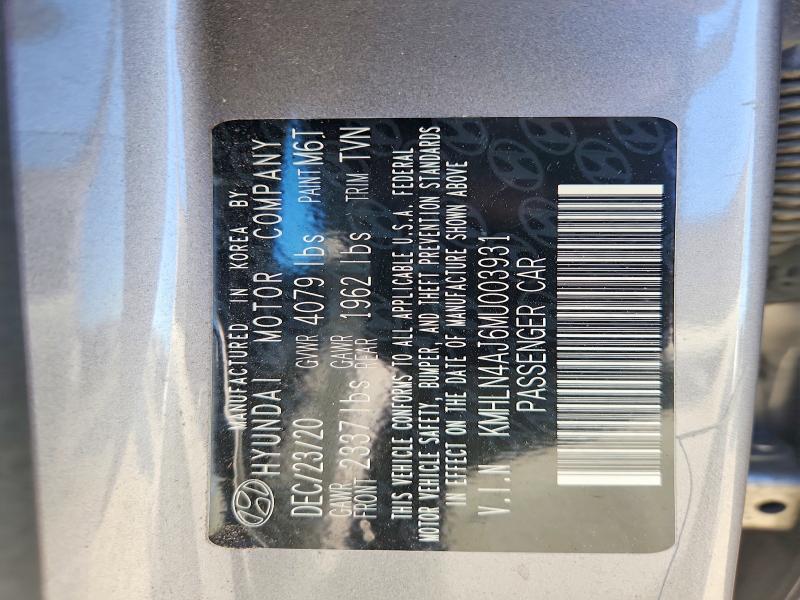 MANUFACTURED IN KOREA BY
HYUNDAI MOTOR COMPANY
DEC/23/20 GVWR 4079 lbs PAINT M6T
GAWR FRONT 2337 lbs GAWR REAR 1962 lbs TRIM TVN
THIS VEHICLE CONFORMS TO ALL APPLICABLE U.S.A. FEDERAL
MOTOR VEHICLE SAFETY, BUMPER, AND THEFT PREVENTION STANDARDS
IN EFFECT ON THE DATE OF MANUFACTURE SHOWN ABOVE
V.I.N KMHLN4AJ6MU003931
PASSENGER CAR